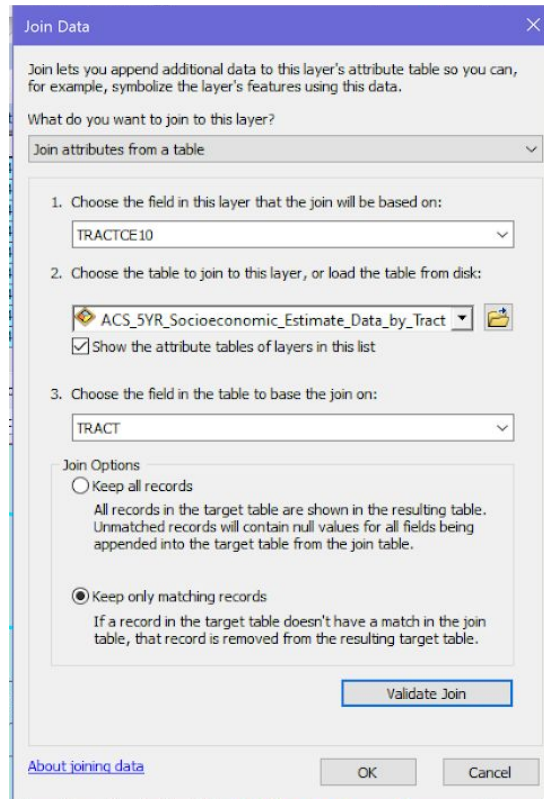 Join Data
Join lets you append additional data to this layer's attribute table so you can,
for example, symbolize the layer's features using this data.
What do you want to join to this layer?
Join attributes from a table
1. Choose the field in this layer that the join will be based on:
TRACTCE10
2. Choose the table to join to this layer, or load the table from disk:
ACS_5YR_Socioeconomic_Estimate_Data_by_Tract
Show the attribute tables of layers in this list
3. Choose the field in the table to base the join on:
TRACT
Join Options
Keep all records
All records in the target table are shown in the resulting table.
Unmatched records will contain null values for all fields being
appended into the target table from the join table.
Keep only matching records
If a record in the target table doesn't have a match in the join
table, that record is removed from the resulting target table.
Validate Join
About joining data
OK
Cancel